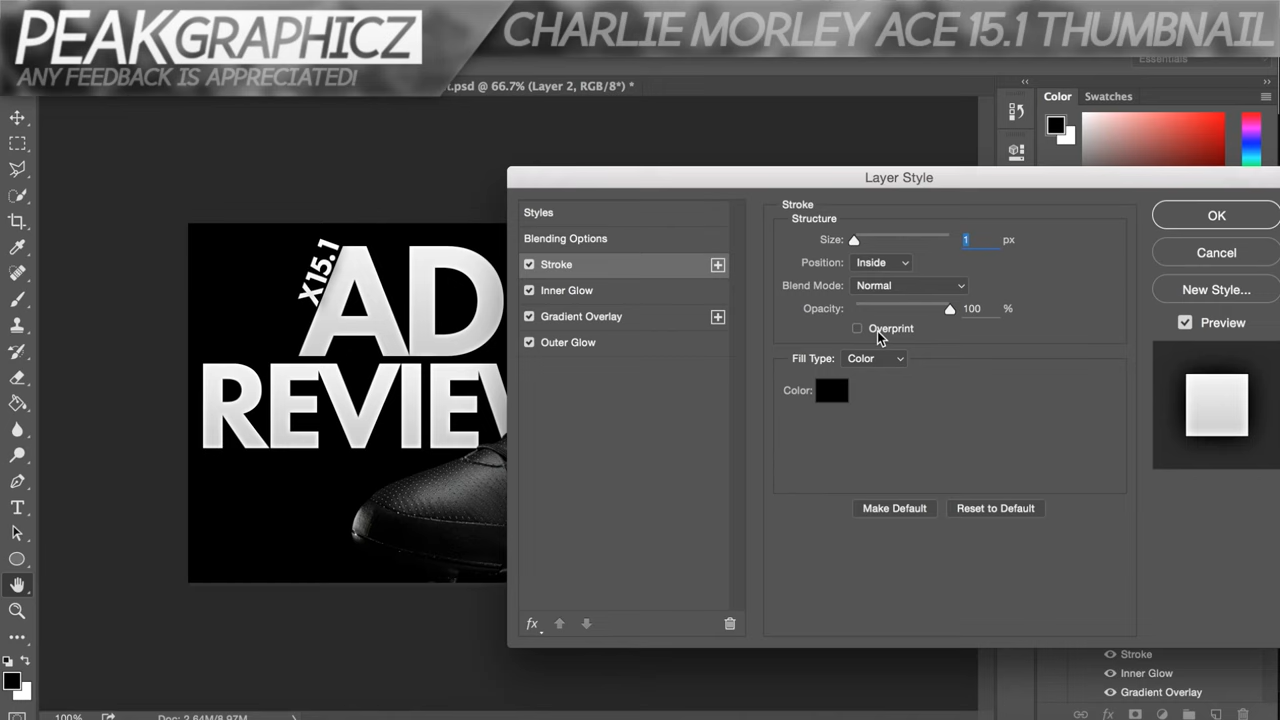 PEAKGRAPHICZ
ANY FEEDBACK IS APPRECIATED!
CHARLIE MORLEY ACE 15.1 THUMBNAIL
Essentials
t.psd @ 66.7% (Layer 2, RGB/8*) *
Color
Swatches
Layer Style
Styles
Blending Options
Stroke
Inner Glow
Gradient Overlay
Outer Glow
fx
Stroke
Structure
Size: 1 px
Position: Inside
Blend Mode: Normal
Opacity: 100 %
Overprint
Fill Type: Color
Color:
Make Default
Reset to Default
OK
Cancel
New Style...
Preview
X15.1
AD
REVIEW
Stroke
Inner Glow
Gradient Overlay
fx
100%
Doc: 2.64M/8.97M